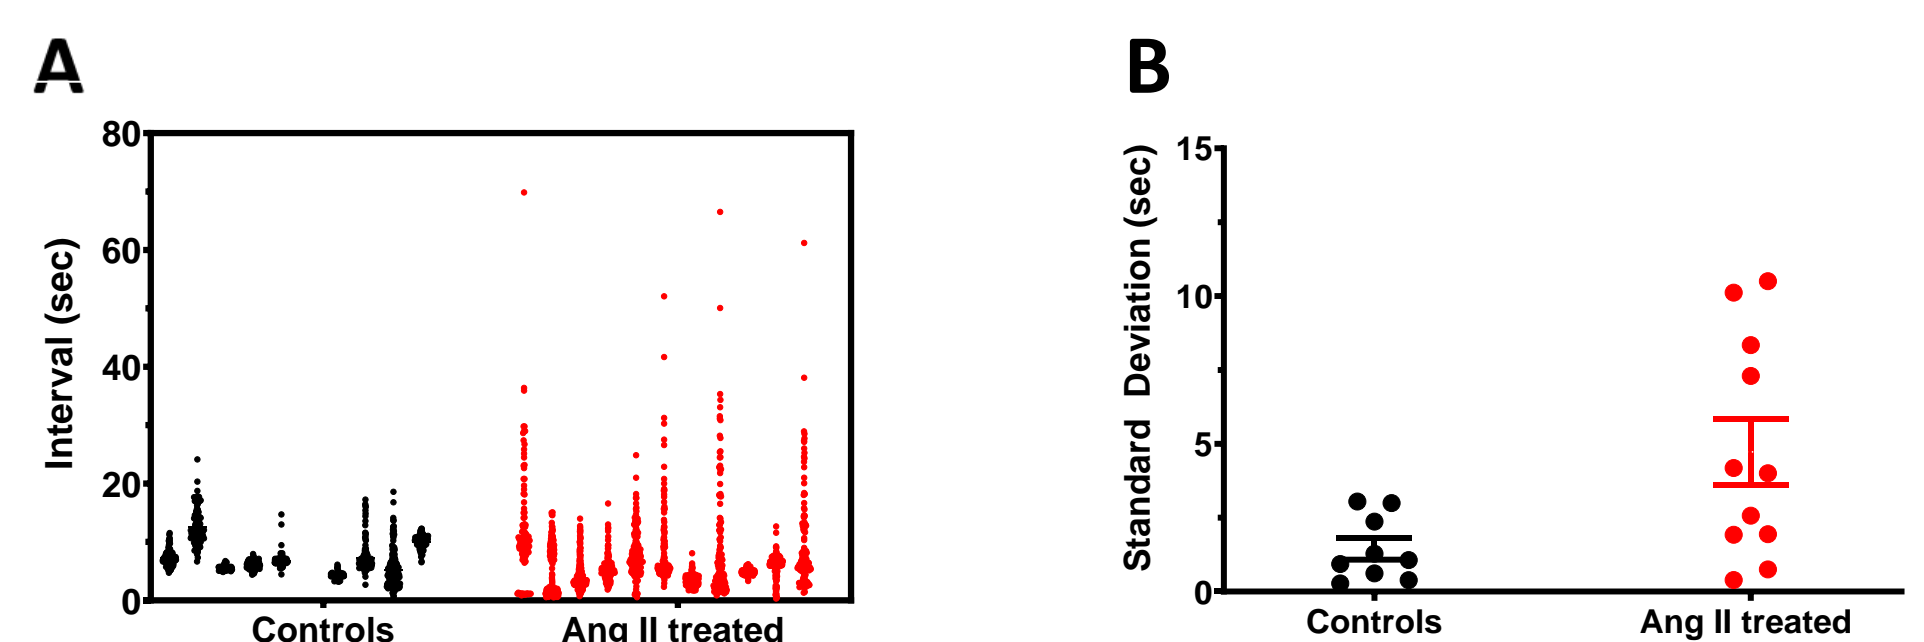 A
B
80
60
40
20
0
Interval (sec)
Controls
Ang II treated
15
10
5
0
Standard Deviation (sec)
Controls
Ang II treated